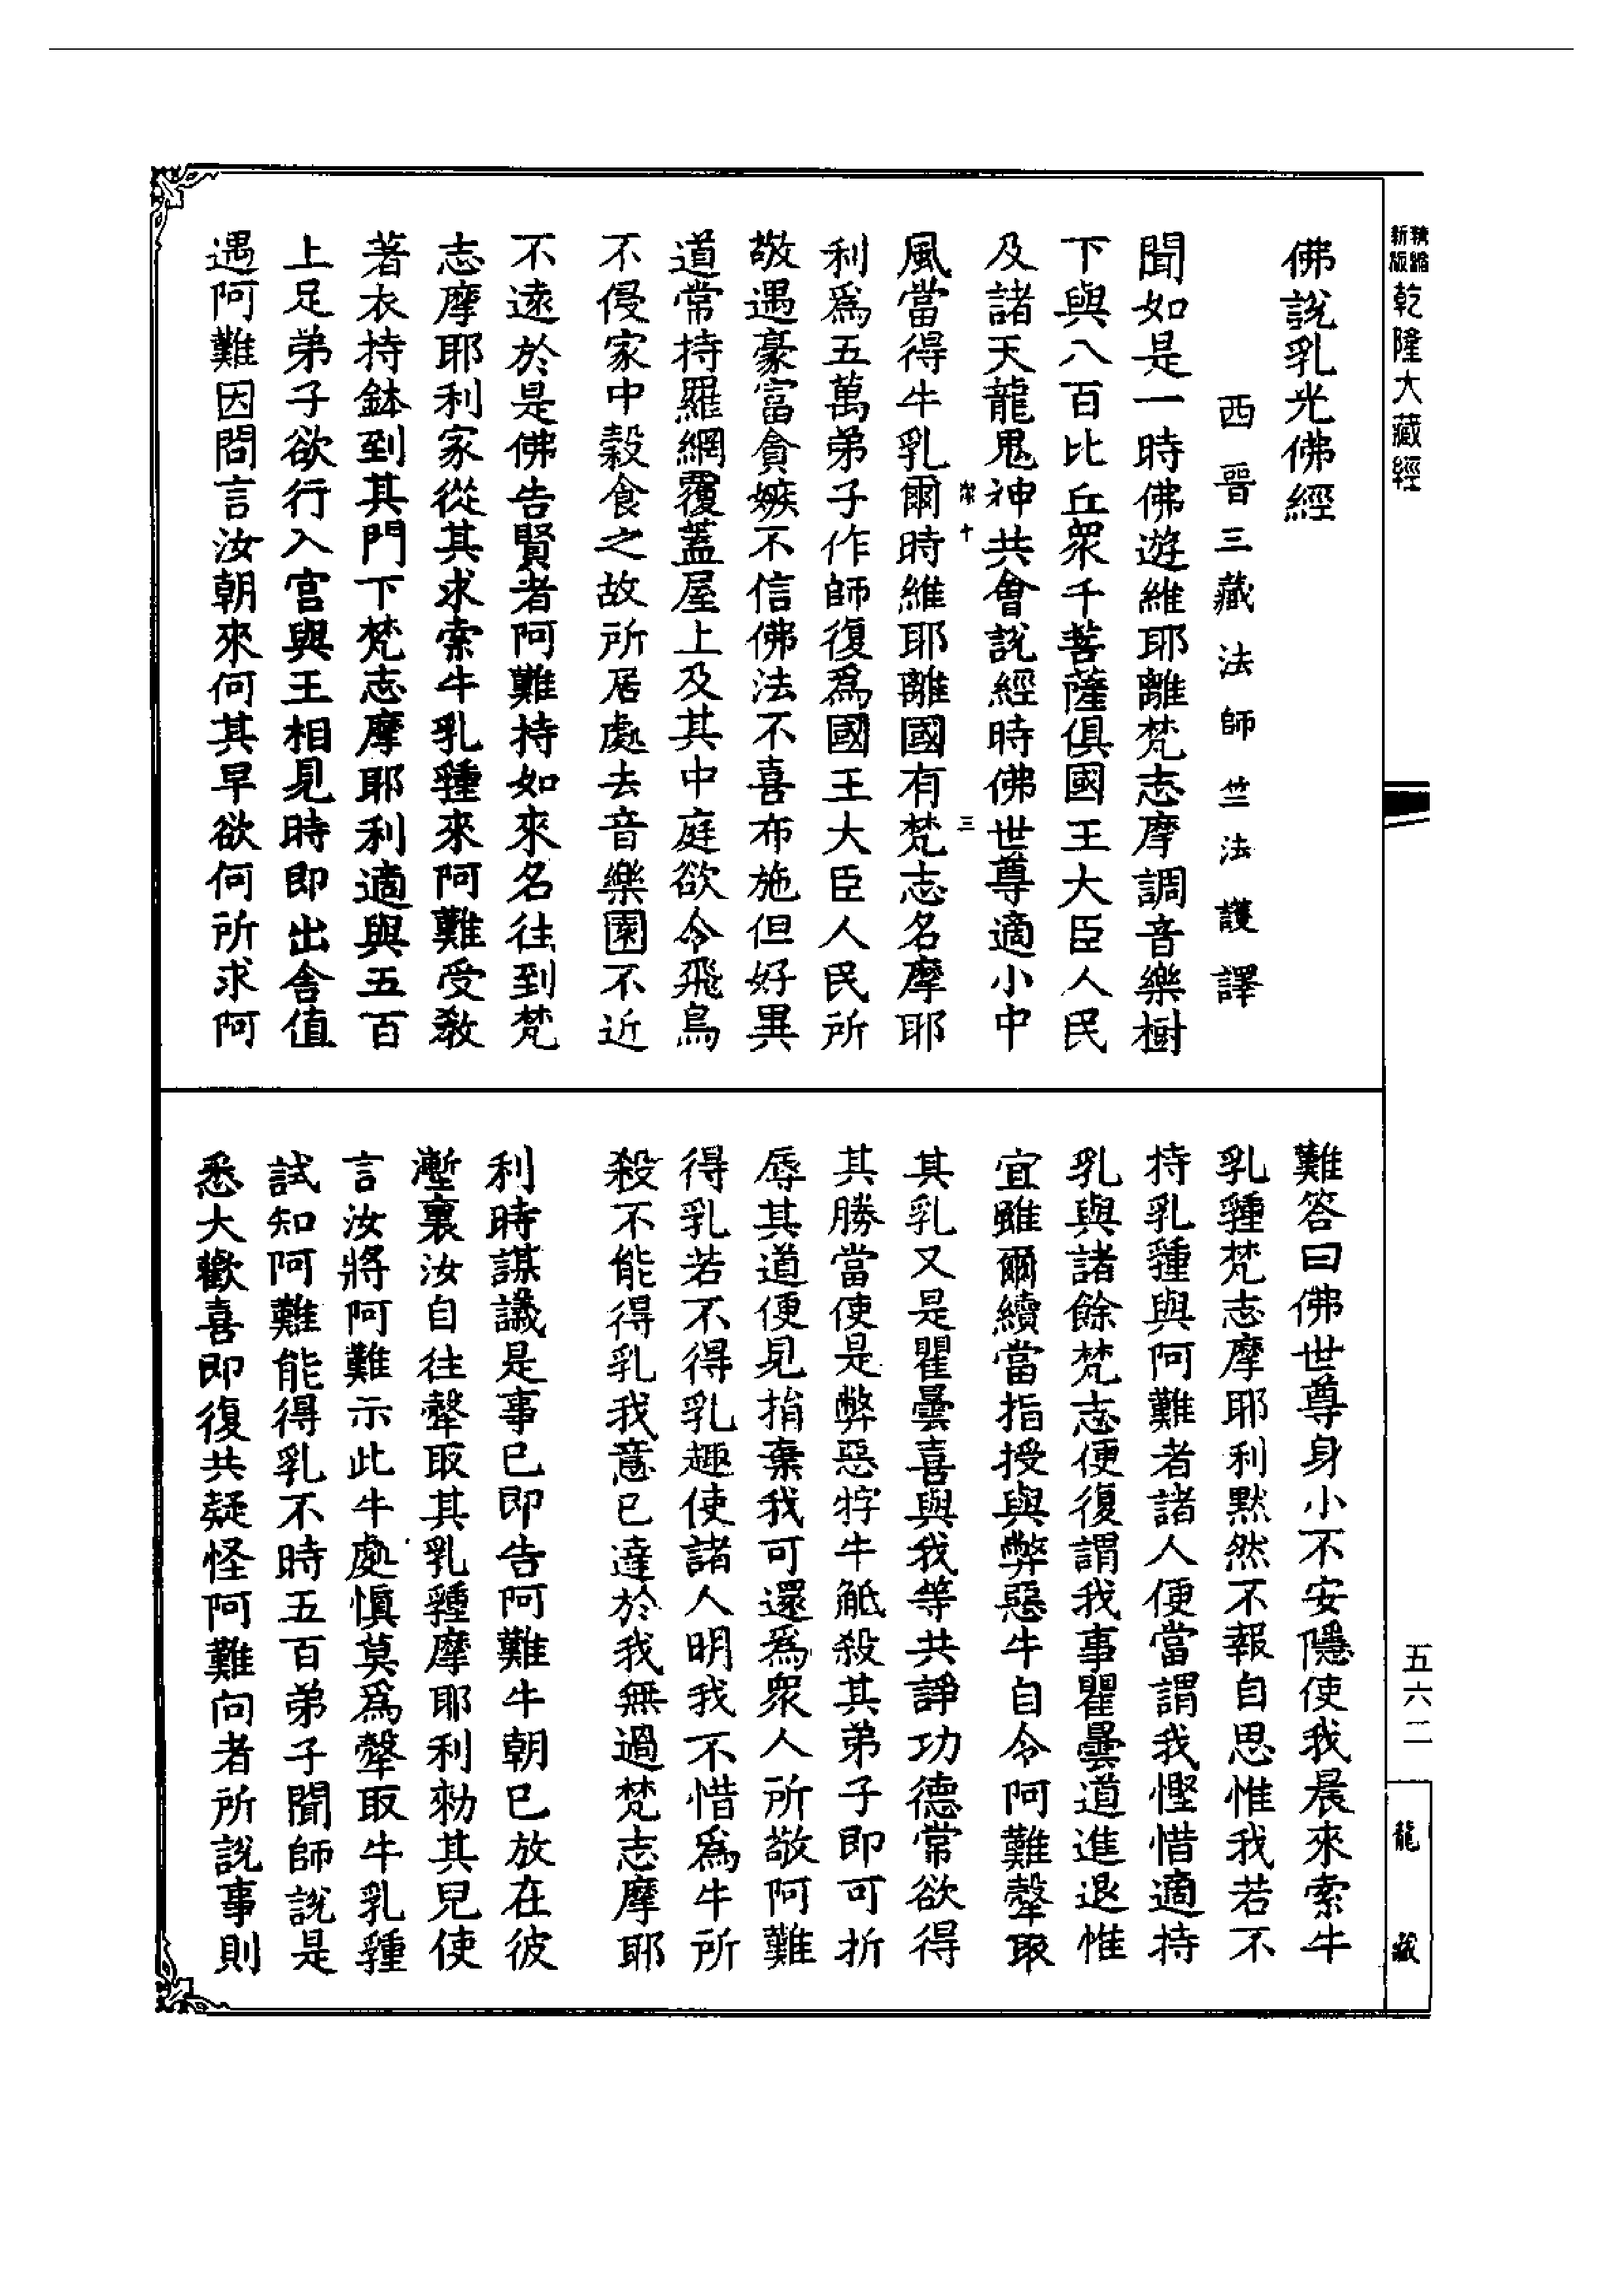 精縮
新版
乾隆大藏經
佛說乳光佛經
西晉三藏法師竺法護譯
聞如是一時佛遊維耶離梵志摩調音樂樹
下與八百比丘衆千菩薩俱國王大臣人民
及諸天龍鬼神共會說經時佛世尊適小中
十 三
風當得牛乳爾時維耶離國有梵志名摩耶
利爲五萬弟子作師復爲國王大臣人民所
敬遇豪富貪嫉不信佛法不喜布施但好異
道常持羅網覆蓋屋上及其中庭欲令飛鳥
不侵家中穀食之故所居處去音樂園不近
不遠於是佛告賢者阿難持如來名往到梵
志摩耶利家從其求索牛乳湩來阿難受教
著衣持鉢到其門下梵志摩耶利適與五百
上足弟子欲行入宮與王相見時即出舍值
遇阿難因問言汝朝來何其早欲何所求阿
難答曰佛世尊身小不安隱使我晨來索牛
乳湩梵志摩耶利默然不報自思惟我若不
持乳湩與阿難者諸人便當謂我慳惜適持
乳與諸餘梵志便復謂我事瞿曇道進退惟
宜雖爾續當指授與弊惡牛自令阿難𤚲取
其乳又是瞿曇喜與我等共諍功德常欲得
其勝當使是弊惡牸牛觝殺其弟子即可折
辱其道便見捐棄我可還爲衆人所敬阿難
得乳若不得乳趣使諸人明我不惜爲牛所
殺不能得乳我意已達於我無過梵志摩耶
利時謀議是事已即告阿難牛朝已放在彼
壍裏汝自往𤚲取其乳湩摩耶利勑其兒使
言汝將阿難示此牛處慎莫爲𤚲取牛乳湩
試知阿難能得乳不時五百弟子聞師說是
悉大歡喜即復共疑怪阿難向者所說事則
五六二
龍藏